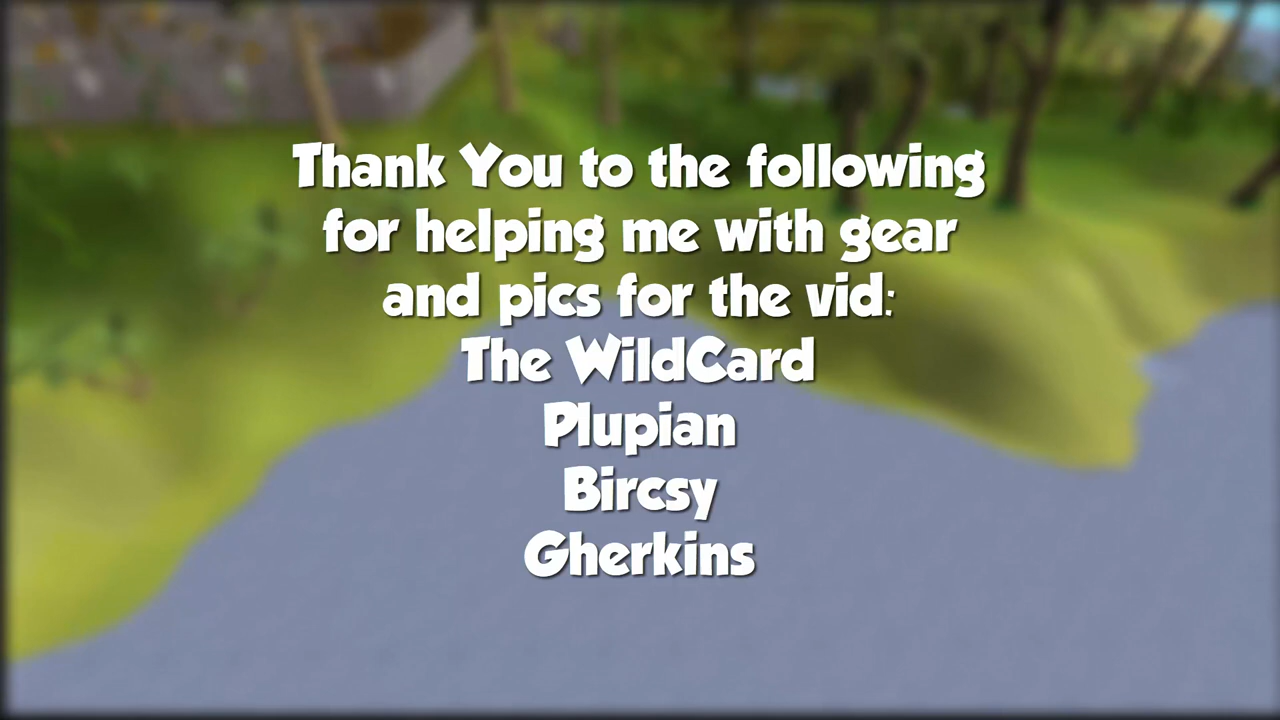 Thank You to the following
for helping me with gear
and pics for the vid:
The WildCard
Plupian
Bircsy
Gherkins